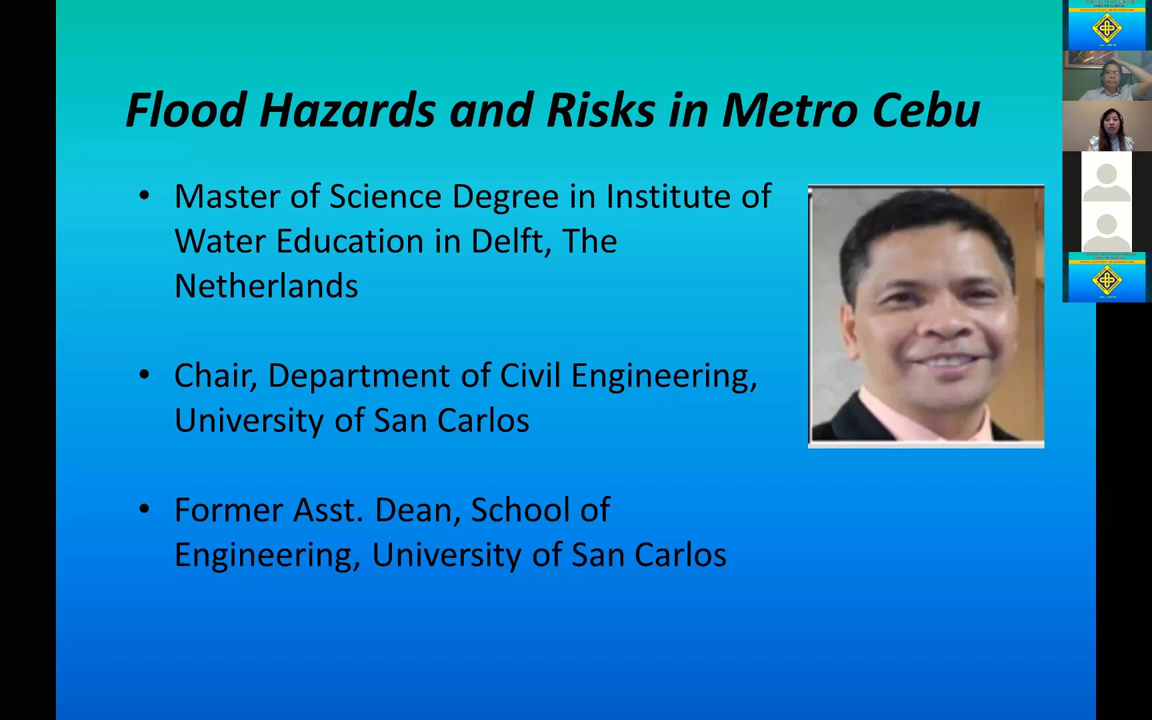 Flood Hazards and Risks in Metro Cebu
• Master of Science Degree in Institute of
Water Education in Delft, The
Netherlands
• Chair, Department of Civil Engineering,
University of San Carlos
• Former Asst. Dean, School of
Engineering, University of San Carlos